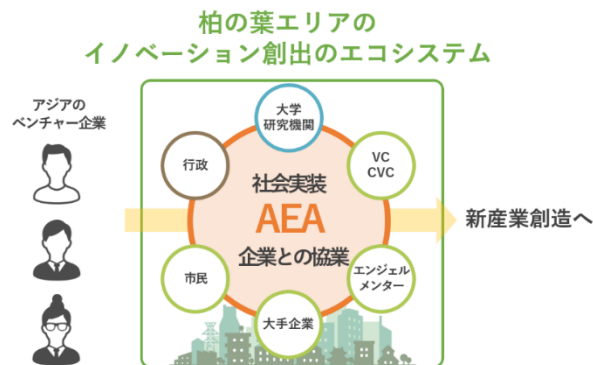 柏の葉エリアの
イノベーション創出のエコシステム
アジアの
ベンチャー企業
大学
研究機関
行政
VC
CVC
社会実装
AEA
企業との協業
市民
エンジェル
メンター
大手企業
新産業創造へ